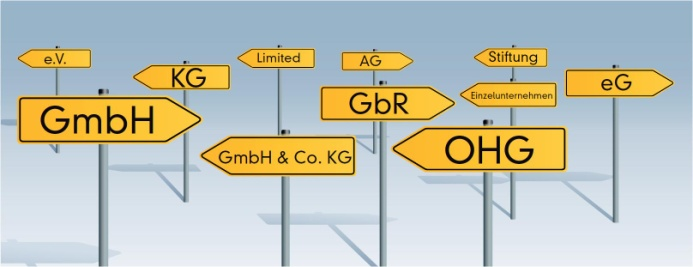 e.V.
KG
Limited
AG
Stiftung
eG
GmbH
GbR
Einzelunternehmen
GmbH & Co. KG
OHG